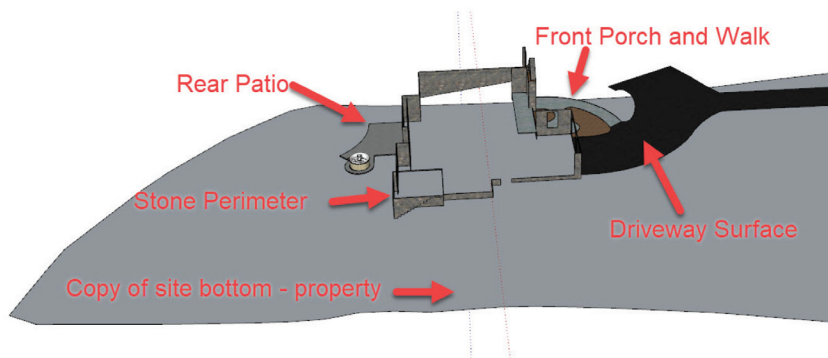 Front Porch and Walk
Rear Patio
Stone Perimeter
Driveway Surface
Copy of site bottom - property